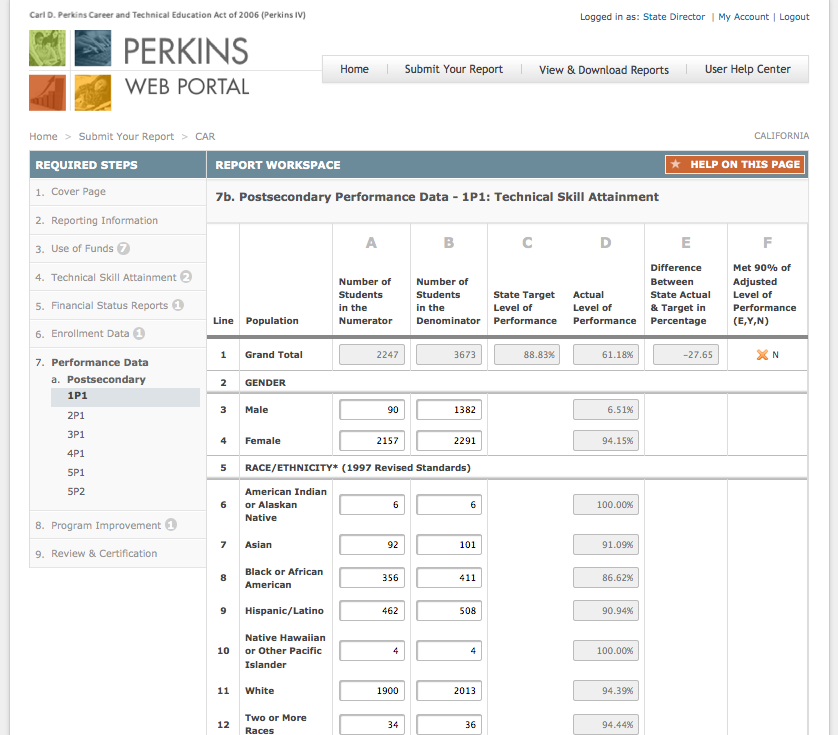 Carl D. Perkins Career and Technical Education Act of 2006 (Perkins IV)
Logged in as: State Director | My Account | Logout
PERKINS
WEB PORTAL
Home
Submit Your Report
View & Download Reports
User Help Center
Home > Submit Your Report > CAR
CALIFORNIA
REQUIRED STEPS
1. Cover Page
2. Reporting Information
3. Use of Funds 7
4. Technical Skill Attainment 2
5. Financial Status Reports 1
6. Enrollment Data 1
7. Performance Data
a. Postsecondary
1P1
2P1
3P1
4P1
5P1
5P2
8. Program Improvement 1
9. Review & Certification
REPORT WORKSPACE
HELP ON THIS PAGE
7b. Postsecondary Performance Data - 1P1: Technical Skill Attainment
A B C D E F
Line
Population
Number of
Students
in the
Numerator
Number of
Students
in the
Denominator
State Target
Level of
Performance
Actual
Level of
Performance
Difference
Between
State Actual
& Target in
Percentage
Met 90% of
Adjusted
Level of
Performance
(E,Y,N)
1 Grand Total 2247 3673 88.83% 61.18% -27.65 N
2 GENDER
3 Male 90 1382 6.51%
4 Female 2157 2291 94.15%
5 RACE/ETHNICITY* (1997 Revised Standards)
American Indian
6 or Alaskan 6 6 100.00%
Native
7 Asian 92 101 91.09%
Black or African
8 American 356 411 86.62%
9 Hispanic/Latino 462 508 90.94%
Native Hawaiian
10 or Other Pacific 4 4 100.00%
Islander
11 White 1900 2013 94.39%
Two or More
12 Races 34 36 94.44%